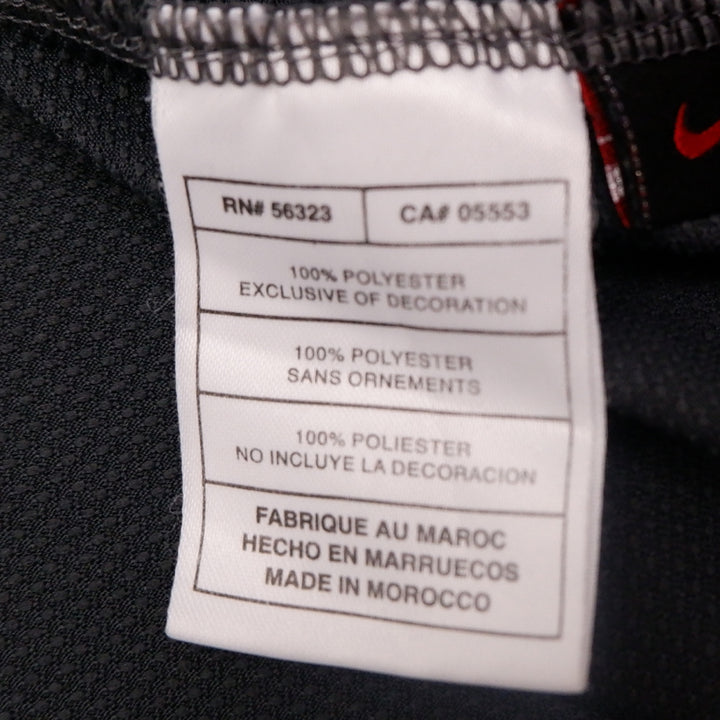 RN# 56323
CA# 05553
100% POLYESTER
EXCLUSIVE OF DECORATION
100% POLYESTER
SANS ORNEMENTS
100% POLIESTER
NO INCLUYE LA DECORACION
FABRIQUE AU MAROC
HECHO EN MARRUECOS
MADE IN MOROCCO